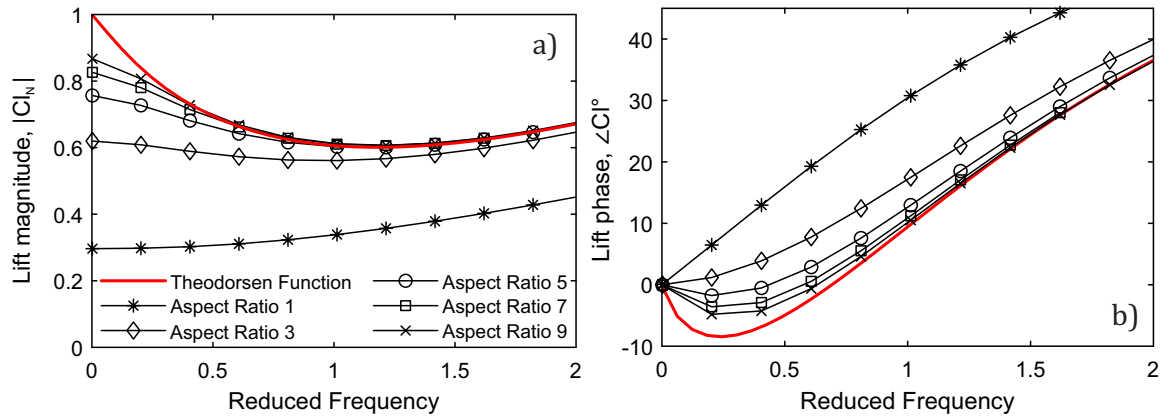 a)
Lift magnitude, |Cl_N|
1
0.8
0.6
0.4
0.2
0
Theodorsen Function
Aspect Ratio 1
Aspect Ratio 3
Aspect Ratio 5
Aspect Ratio 7
Aspect Ratio 9
0 0.5 1 1.5 2
Reduced Frequency
b)
Lift phase, ∠Cl°
40
30
20
10
0
-10
0 0.5 1 1.5 2
Reduced Frequency